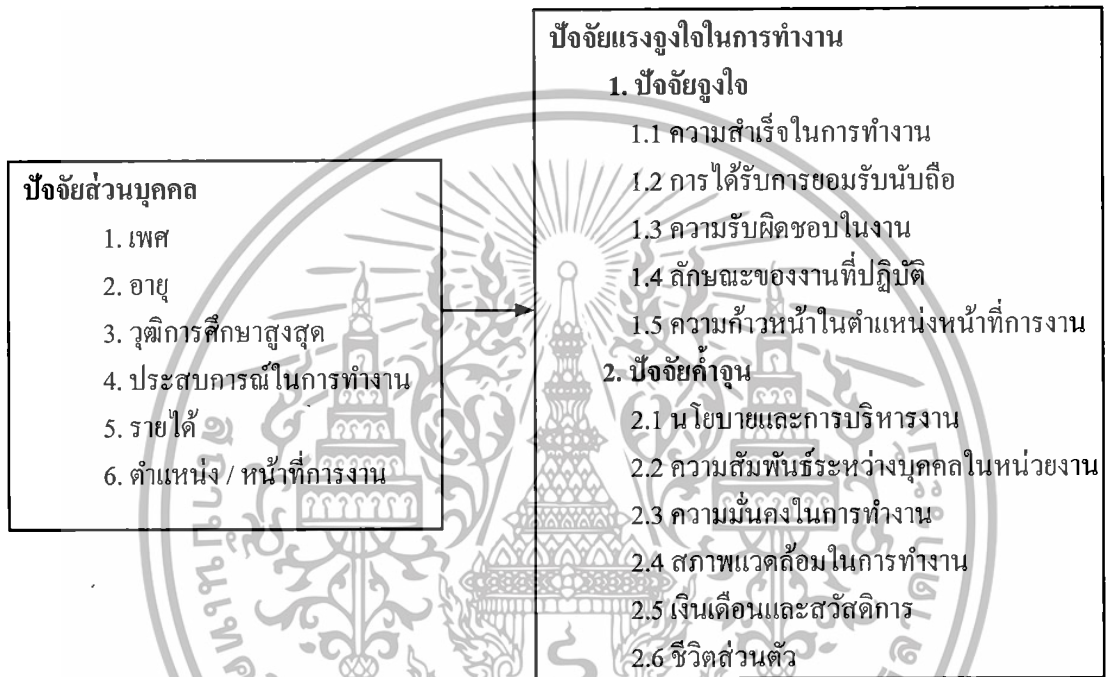 ปัจจัยส่วนบุคคล
1. เพศ
2. อายุ
3. วุฒิการศึกษาสูงสุด
4. ประสบการณ์ในการทำงาน
5. รายได้
6. ตำแหน่ง / หน้าที่การงาน
ปัจจัยแรงจูงใจในการทำงาน
1. ปัจจัยจูงใจ
1.1 ความสำเร็จในการทำงาน
1.2 การได้รับการยอมรับนับถือ
1.3 ความรับผิดชอบในงาน
1.4 ลักษณะของงานที่ปฏิบัติ
1.5 ความก้าวหน้าในตำแหน่งหน้าที่การงาน
2. ปัจจัยค้ำจุน
2.1 นโยบายและการบริหารงาน
2.2 ความสัมพันธ์ระหว่างบุคคลในหน่วยงาน
2.3 ความมั่นคงในการทำงาน
2.4 สภาพแวดล้อมในการทำงาน
2.5 เงินเดือนและสวัสดิการ
2.6 ชีวิตส่วนตัว